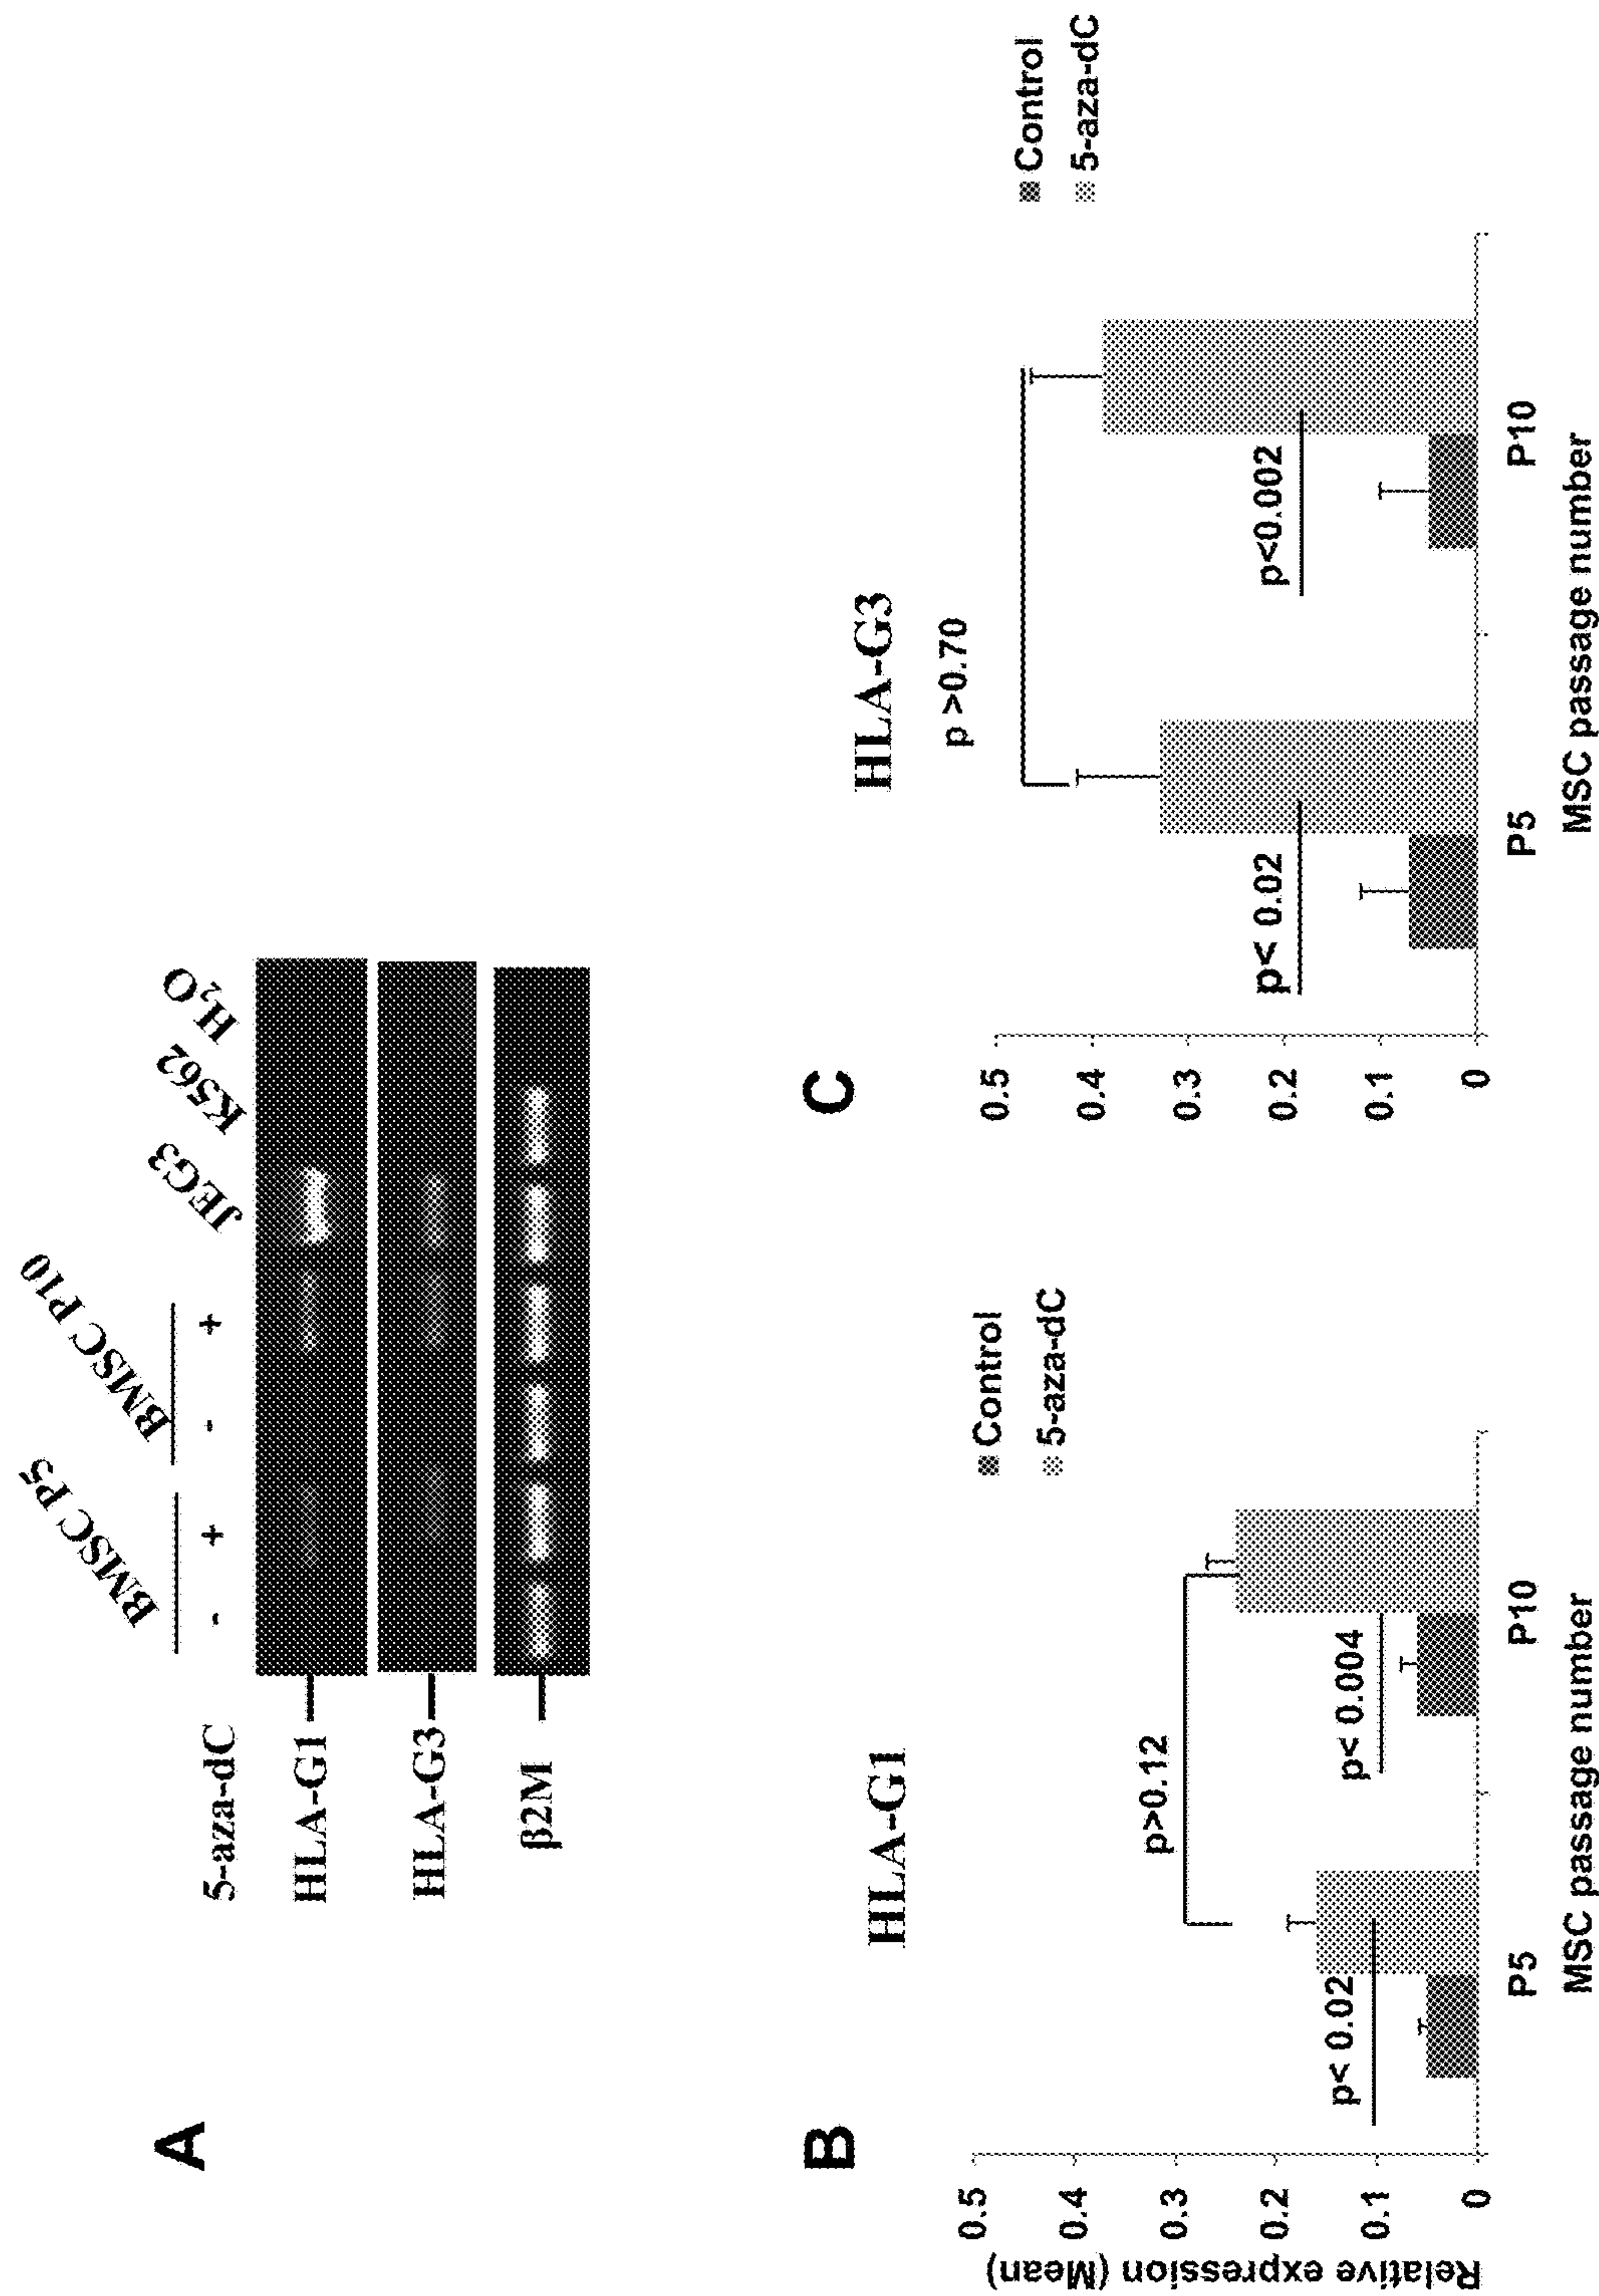 A
BMSC P5
BMSC P10
JEG3
K562
H₂O
5-aza-dC - + - +
HLA-G1
HLA-G3
β2M
B
HLA-G1
Control
5-aza-dC
Relative expression (Mean)
0.5
0.4
0.3
0.2
0.1
0
p>0.12
p< 0.02
p< 0.004
P5 P10
MSC passage number
C
HLA-G3
p >0.70
Control
5-aza-dC
0.5
0.4
0.3
0.2
0.1
0
p< 0.02
p<0.002
P5 P10
MSC passage number